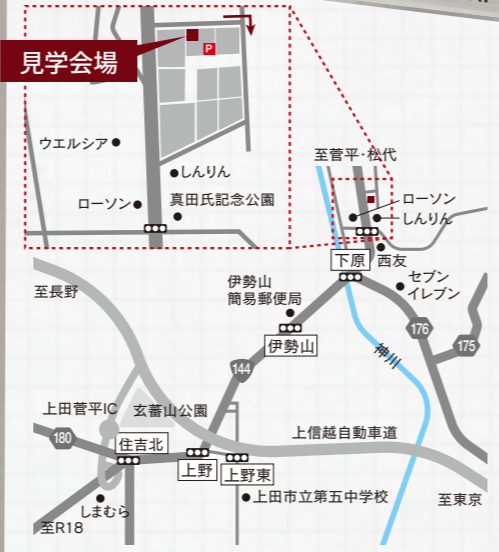 見学会場
P
ウエルシア
しんりん
ローソン
真田氏記念公園
至菅平・松代
ローソン
しんりん
下原
西友
セブン
イレブン
伊勢山
簡易郵便局
伊勢山
至長野
176
175
神川
144
上田菅平IC
玄蕃山公園
180
住吉北
上野
上野東
上信越自動車道
しまむら
上田市立第五中学校
至R18
至東京